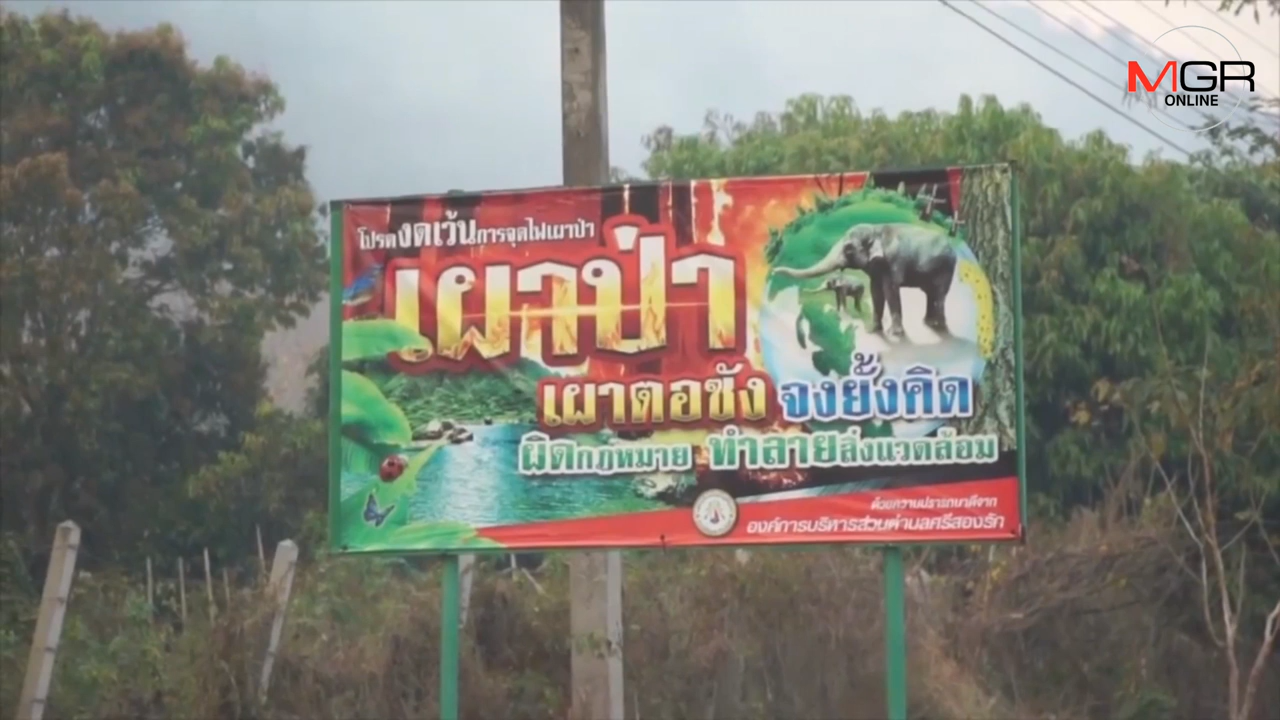 MGR
ONLINE
โปรดงดเว้นการจุดไฟเผาป่า
เผาป่า
เผาตอซัง จงยั้งคิด
ผิดกฎหมาย ทำลายสิ่งแวดล้อม
ด้วยความปรารถนาดีจาก
องค์การบริหารส่วนตำบลศรีสองรัก